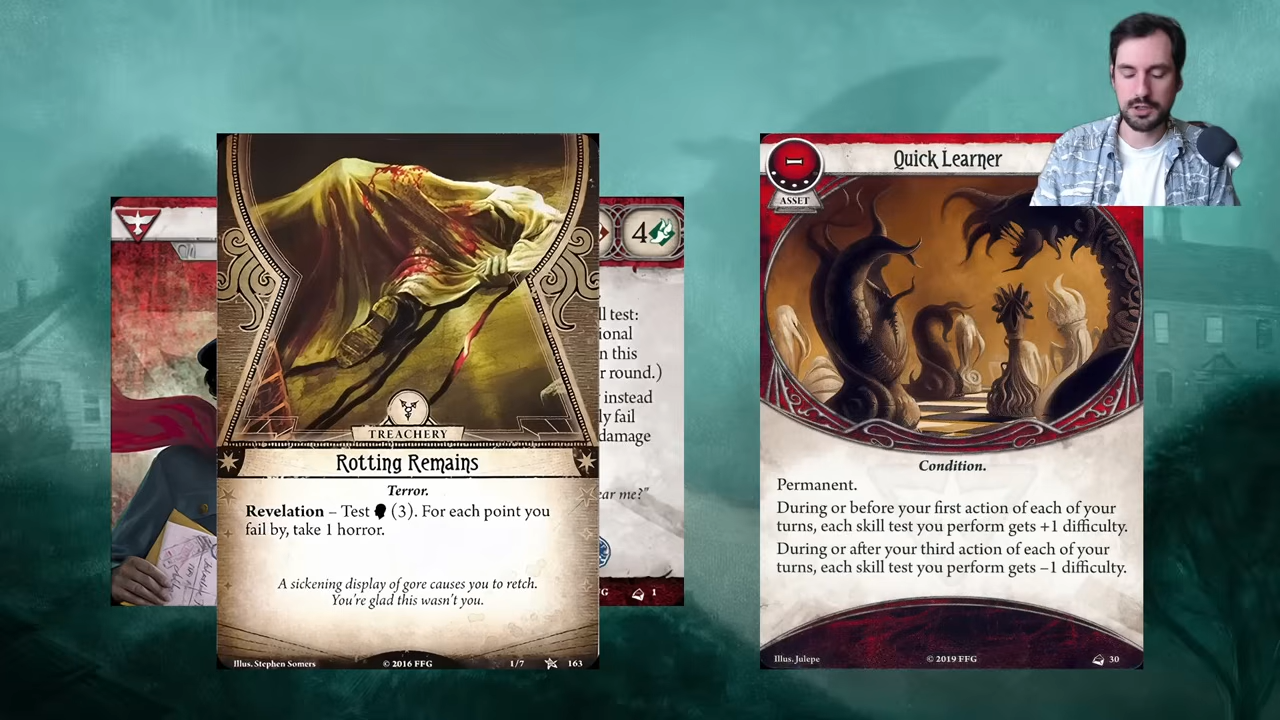 TREACHERY
Rotting Remains
Terror.
Revelation – Test (3). For each point you
fail by, take 1 horror.
A sickening display of gore causes you to retch.
You're glad this wasn't you.
Illus. Stephen Somers © 2016 FFG 1/7 163
4
ll test:
ional
n this
r round.)
instead
ly fail
damage
ear me?"
G 1
Quick Learner
ASSET
Condition.
Permanent.
During or before your first action of each of your
turns, each skill test you perform gets +1 difficulty.
During or after your third action of each of your
turns, each skill test you perform gets –1 difficulty.
Illus. Julepe © 2019 FFG 30